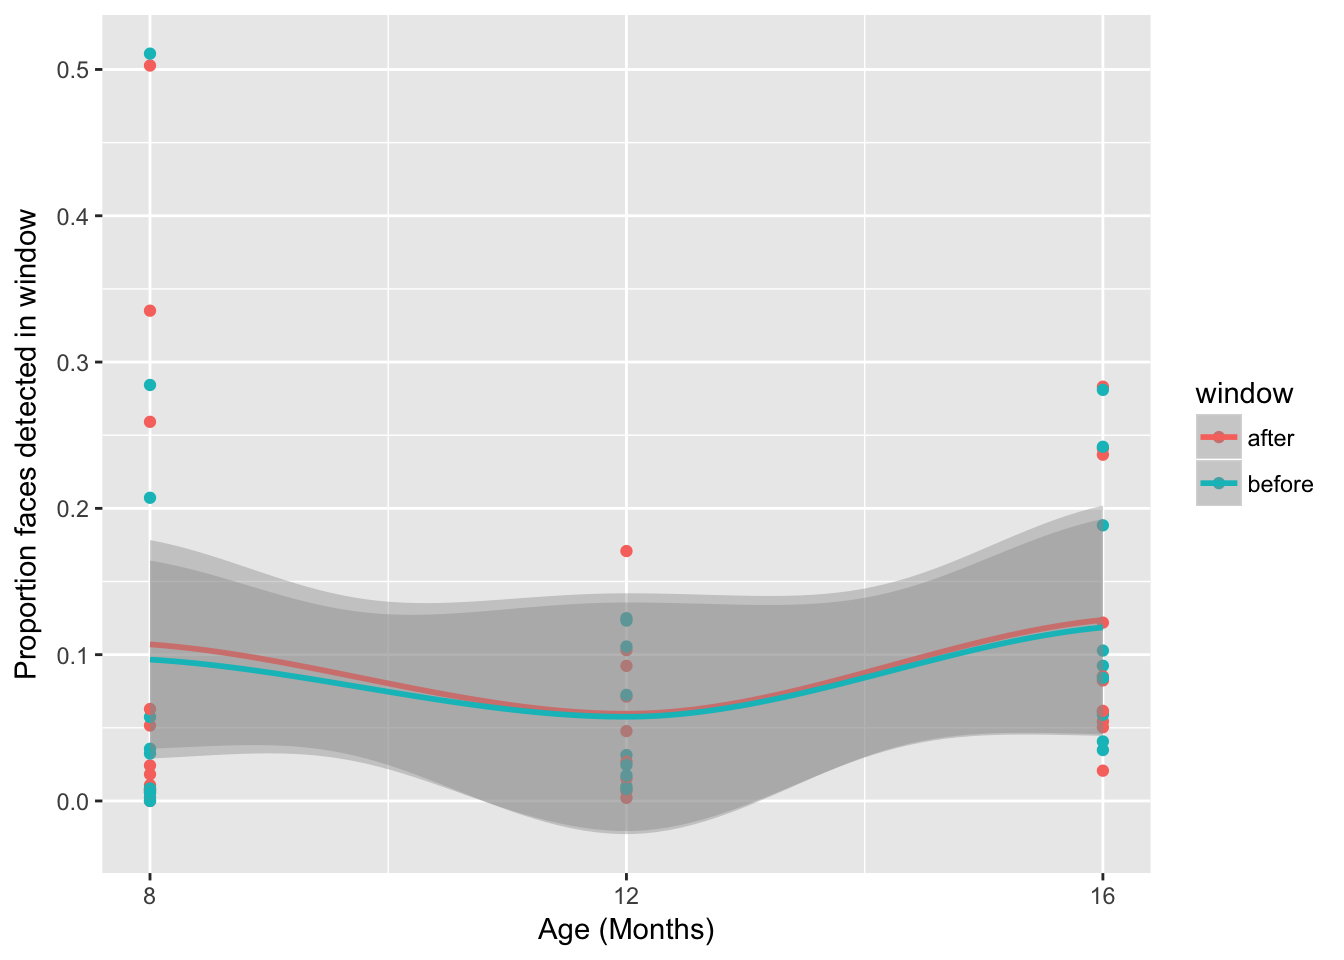 Proportion faces detected in window
0.5
0.4
0.3
0.2
0.1
0.0
8
12
16
Age (Months)
window
after
before